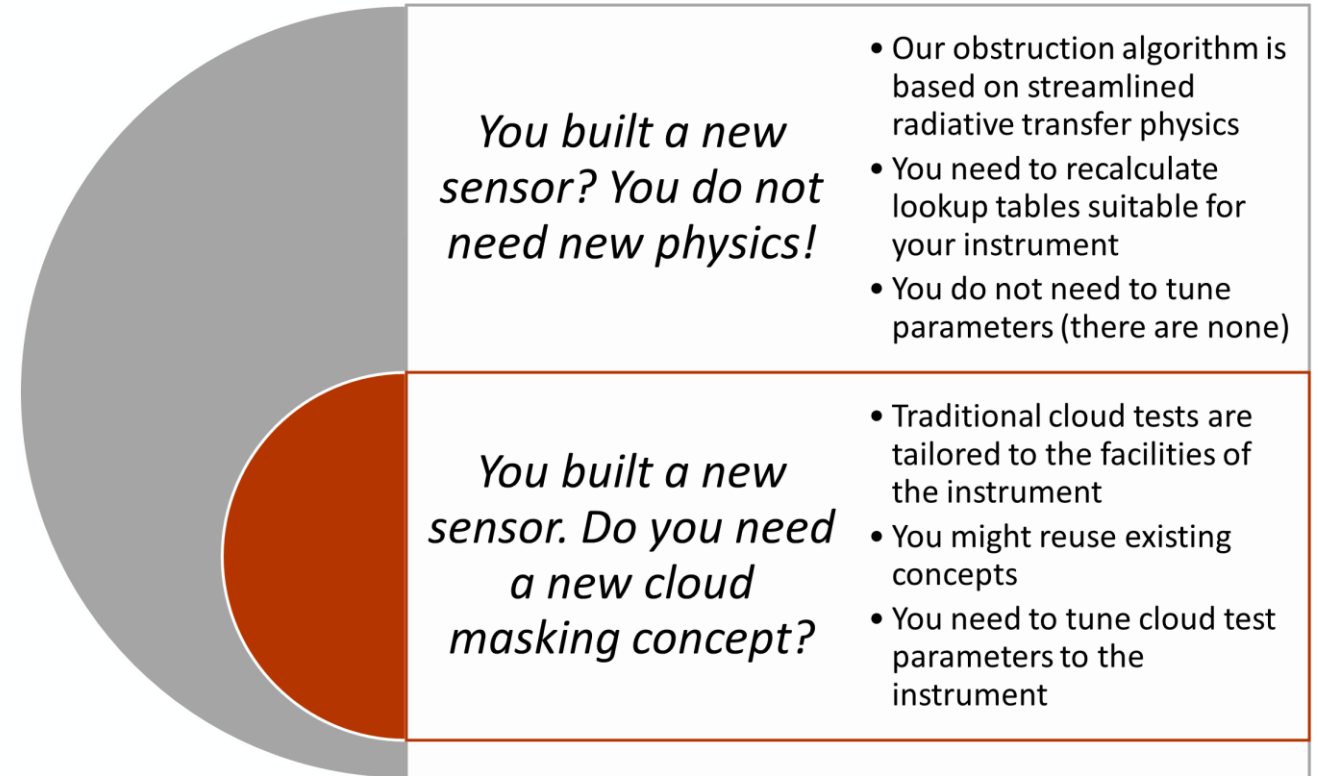 You built a new
sensor? You do not
need new physics!
• Our obstruction algorithm is
based on streamlined
radiative transfer physics
• You need to recalculate
lookup tables suitable for
your instrument
• You do not need to tune
parameters (there are none)
You built a new
sensor. Do you need
a new cloud
masking concept?
• Traditional cloud tests are
tailored to the facilities of
the instrument
• You might reuse existing
concepts
• You need to tune cloud test
parameters to the
instrument